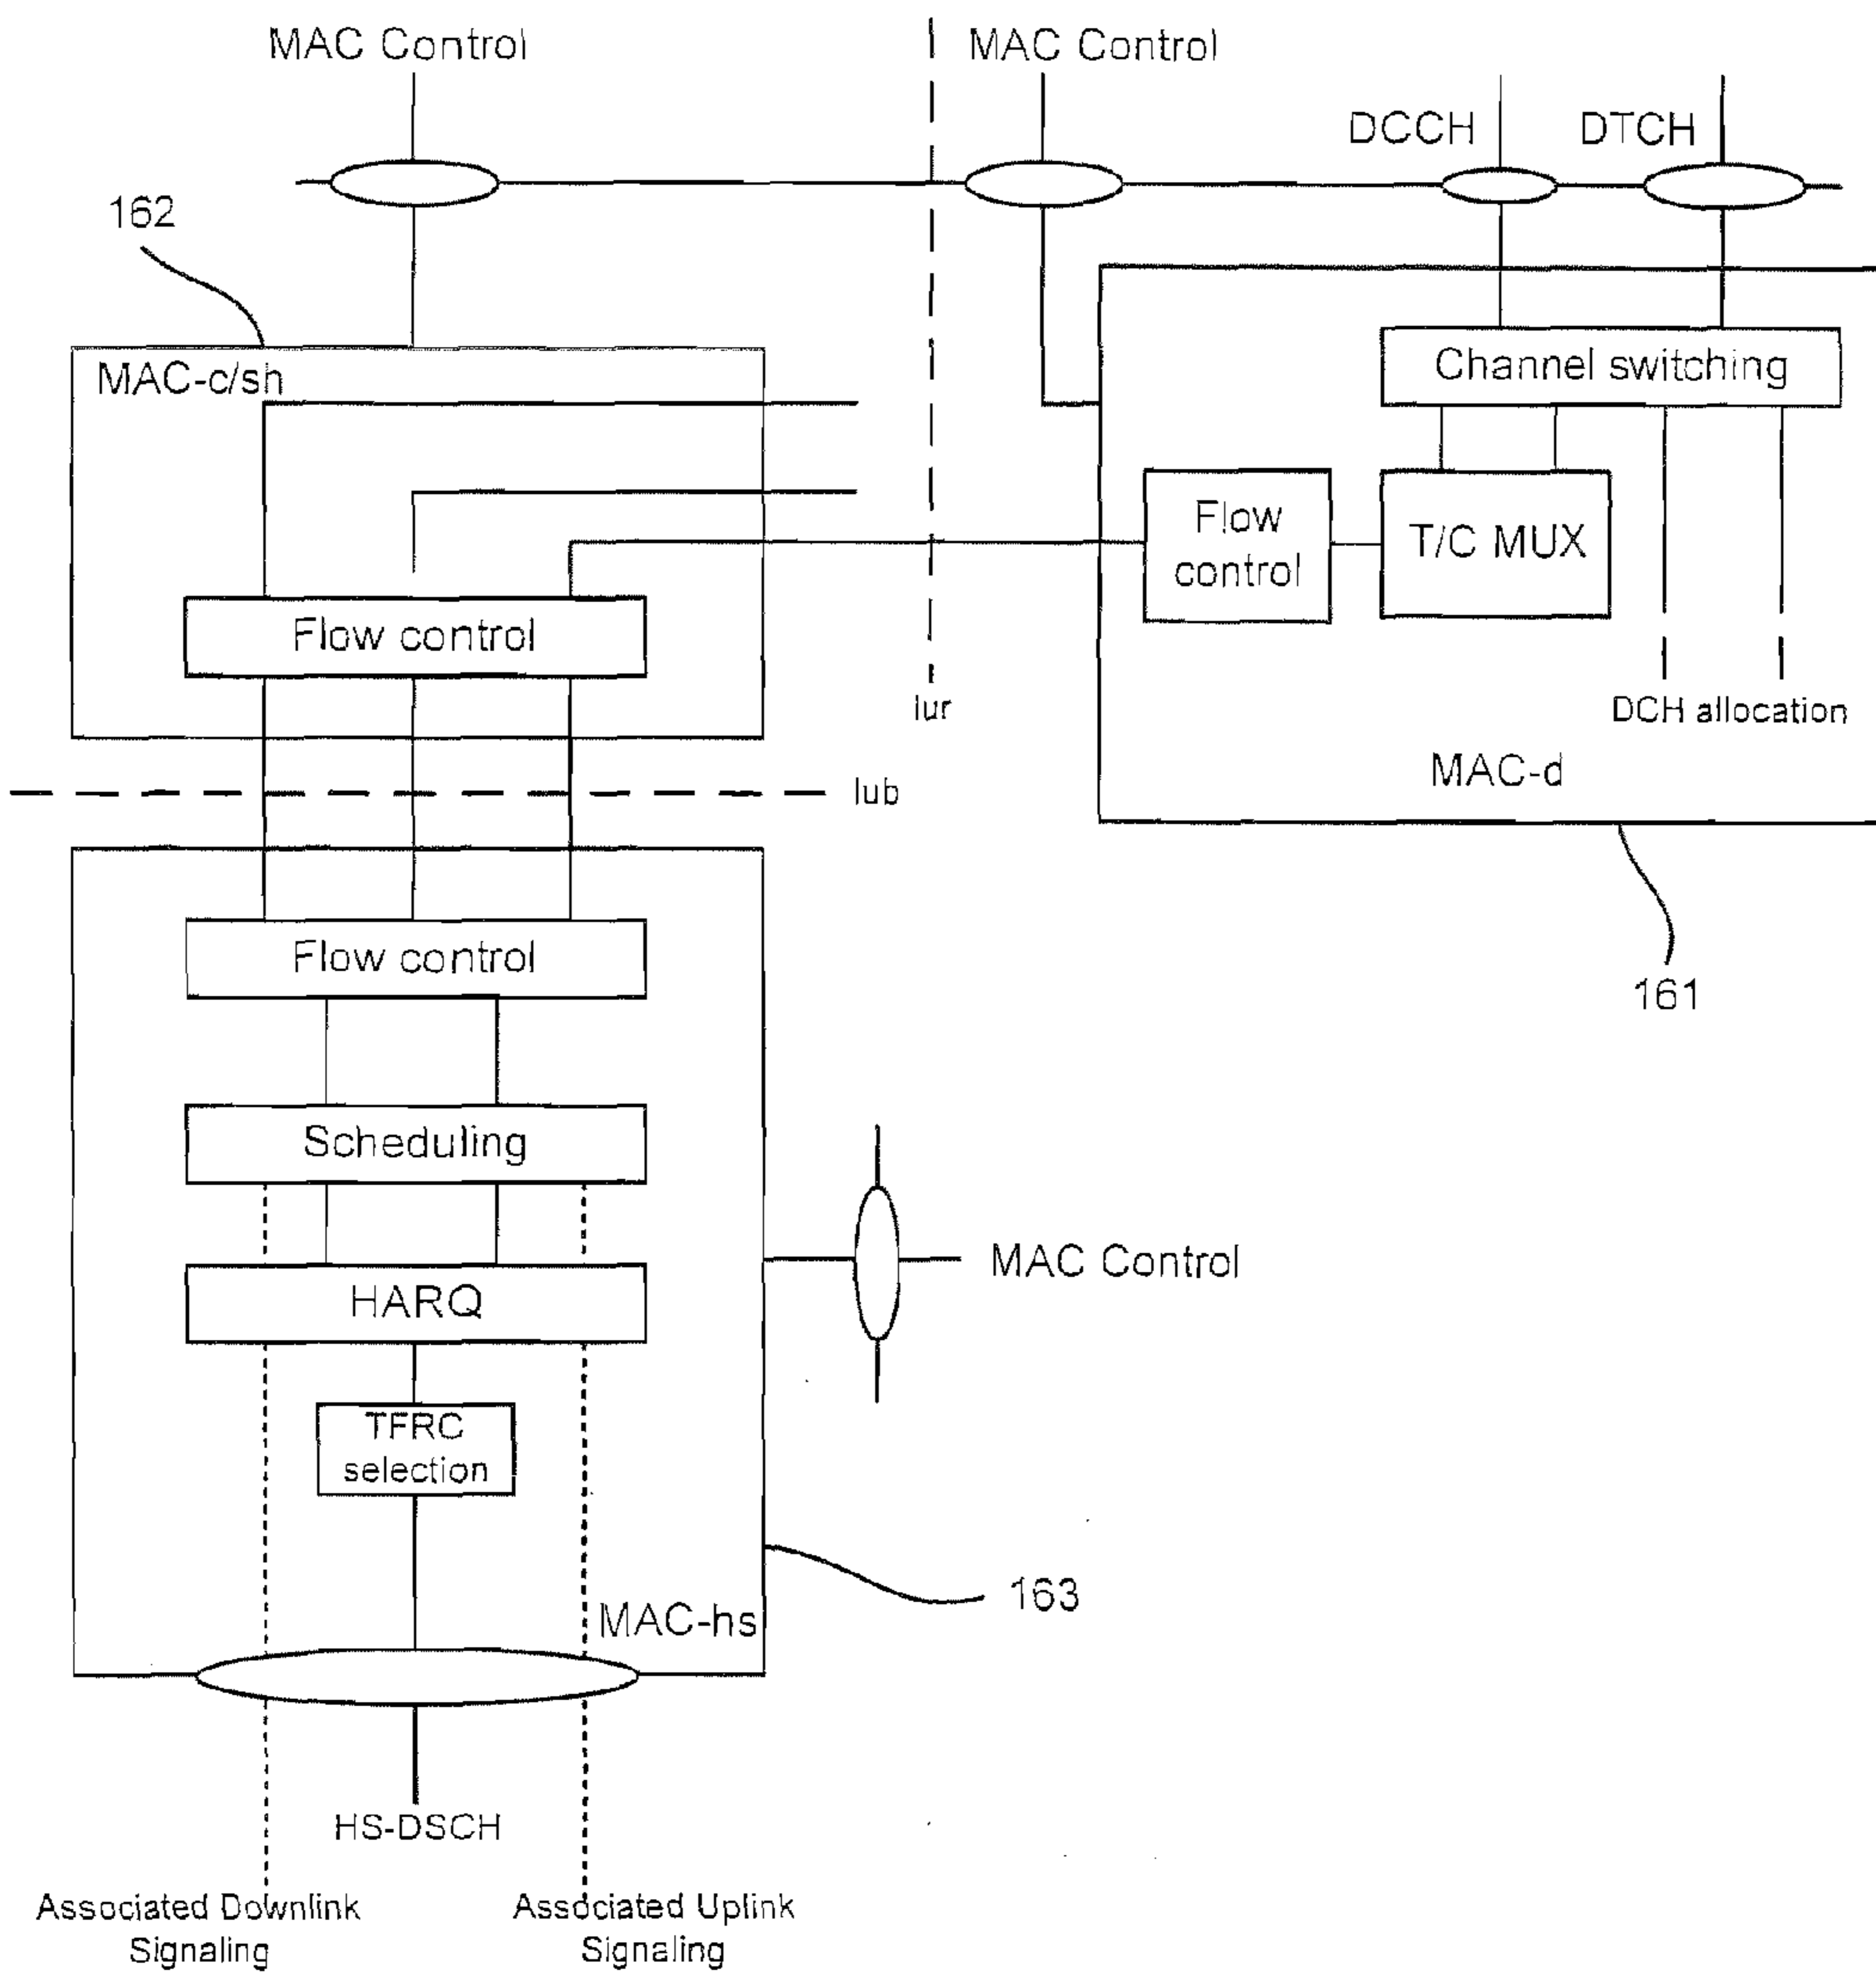 MAC Control
MAC Control
DCCH
DTCH
162
MAC-c/sh
Channel switching
Flow
control
T/C MUX
Flow control
iur
DCH allocation
MAC-d
lub
161
Flow control
Scheduling
MAC Control
HARQ
TFRC
selection
163
MAC-hs
HS-DSCH
Associated Downlink
Signaling
Associated Uplink
Signaling